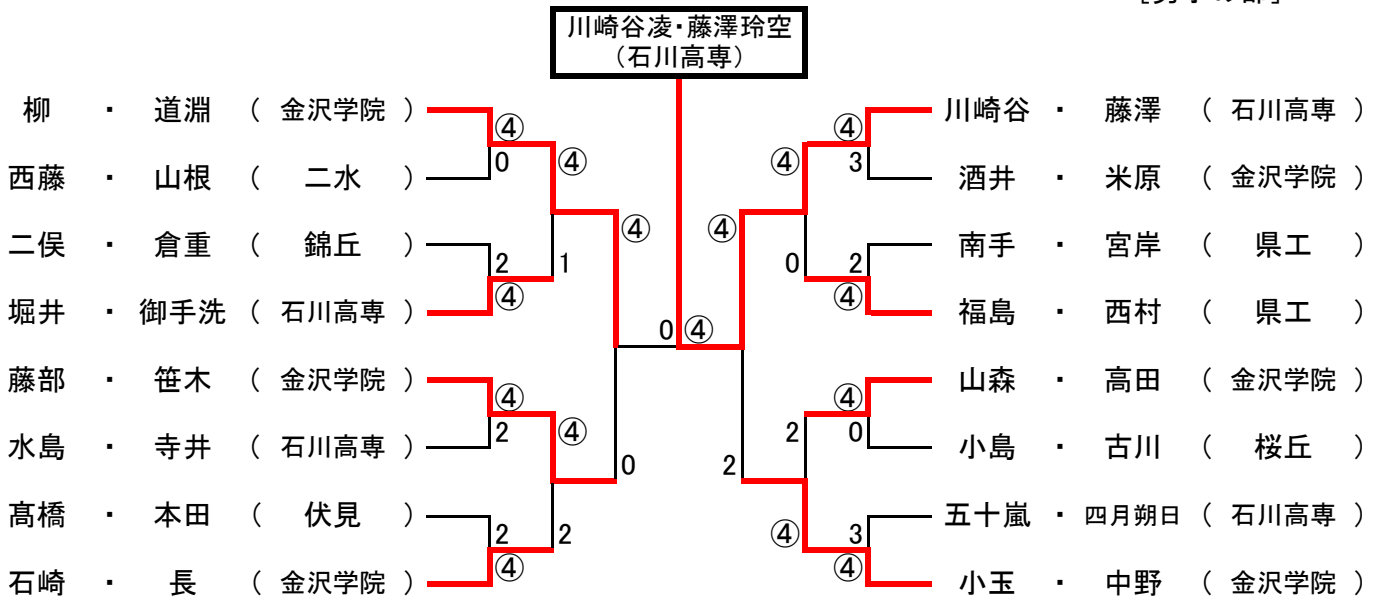 ［男子の部］
川崎谷凌・藤澤玲空
（石川高専）
柳 ・ 道淵 （ 金沢学院 ）
西藤 ・ 山根 （ 二水 ）
二俣 ・ 倉重 （ 錦丘 ）
堀井 ・ 御手洗 （ 石川高専 ）
藤部 ・ 笹木 （ 金沢学院 ）
水島 ・ 寺井 （ 石川高専 ）
髙橋 ・ 本田 （ 伏見 ）
石崎 ・ 長 （ 金沢学院 ）
④
0
2
④
④
2
2
④
④
1
④
2
④
0
0
④
④
2
④
0
2
④
④
3
2
④
④
0
3
④
川崎谷 ・ 藤澤 （ 石川高専 ）
酒井 ・ 米原 （ 金沢学院 ）
南手 ・ 宮岸 （ 県工 ）
福島 ・ 西村 （ 県工 ）
山森 ・ 高田 （ 金沢学院 ）
小島 ・ 古川 （ 桜丘 ）
五十嵐 ・ 四月朔日 （ 石川高専 ）
小玉 ・ 中野 （ 金沢学院 ）